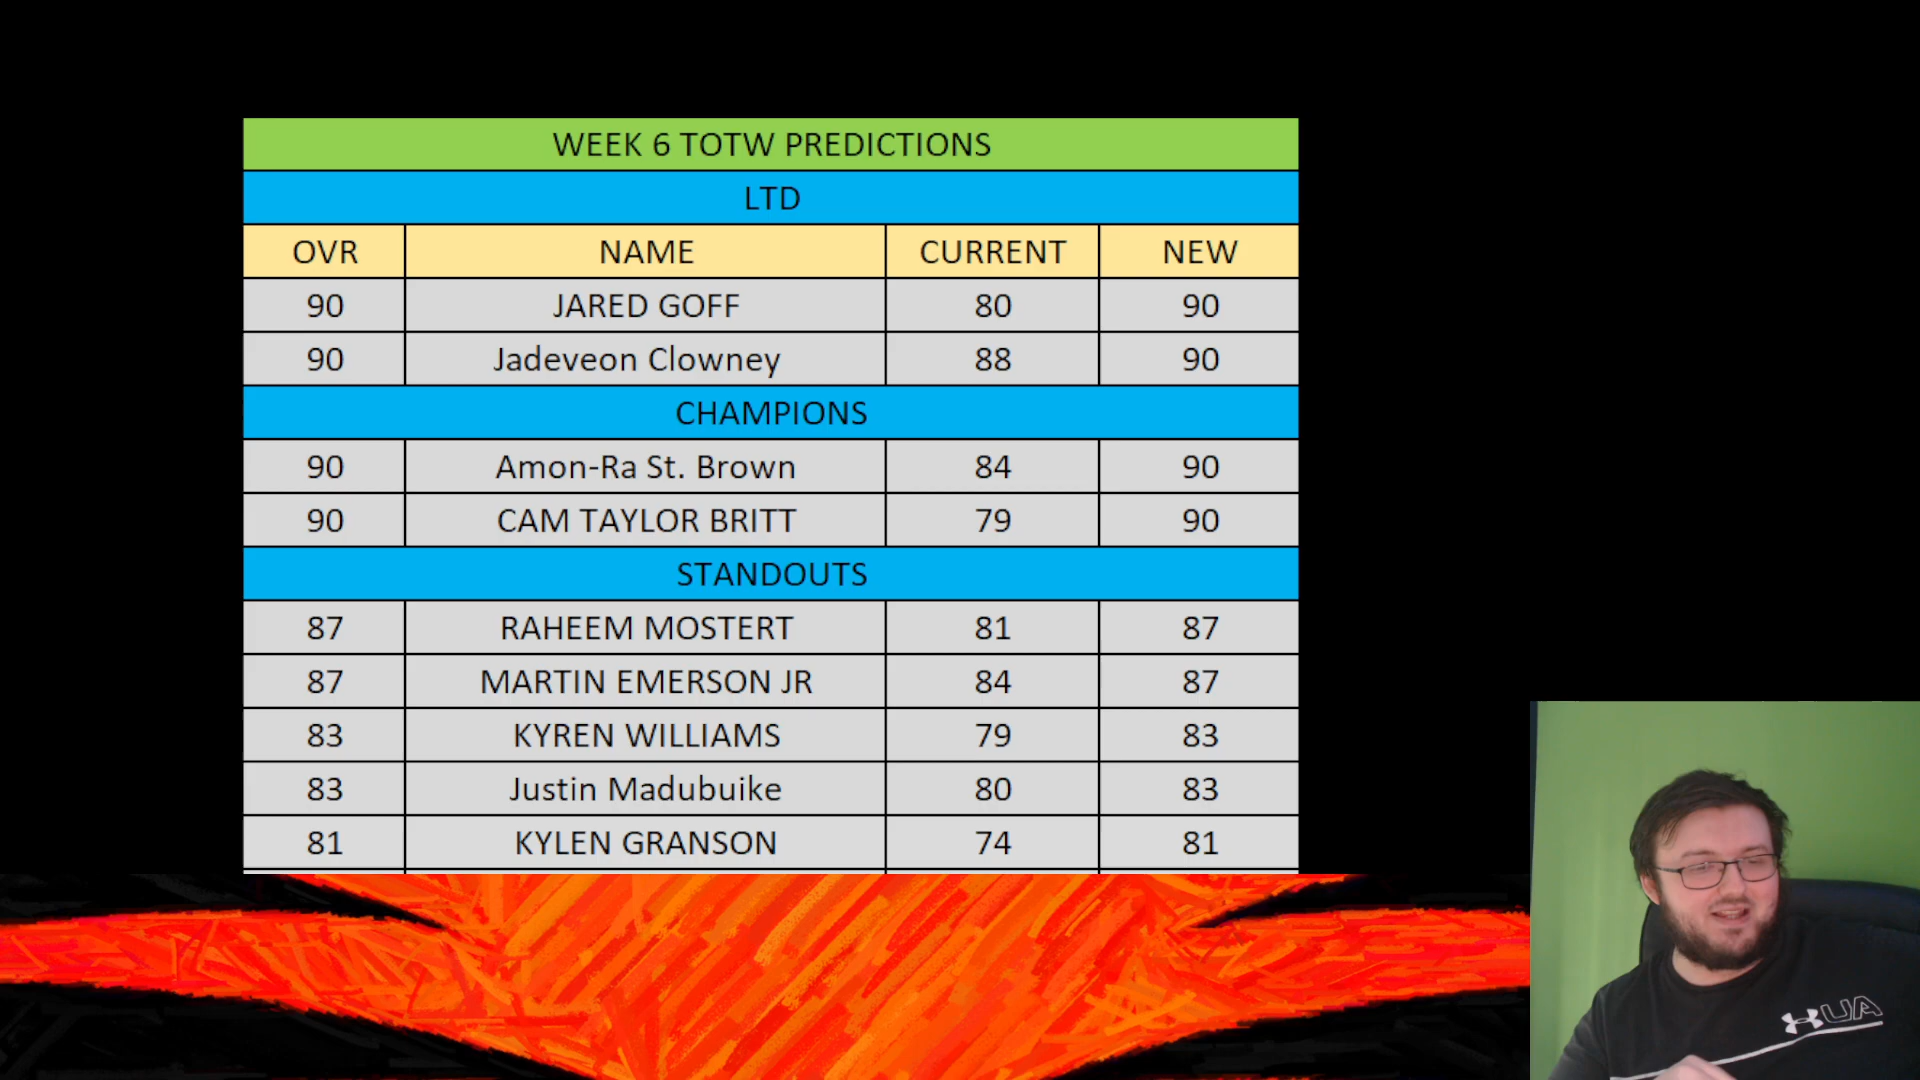 WEEK 6 TOTW PREDICTIONS
LTD
OVR NAME CURRENT NEW
90 JARED GOFF 80 90
90 Jadeveon Clowney 88 90
CHAMPIONS
90 Amon-Ra St. Brown 84 90
90 CAM TAYLOR BRITT 79 90
STANDOUTS
87 RAHEEM MOSTERT 81 87
87 MARTIN EMERSON JR 84 87
83 KYREN WILLIAMS 79 83
83 Justin Madubuike 80 83
81 KYLEN GRANSON 74 81
UA